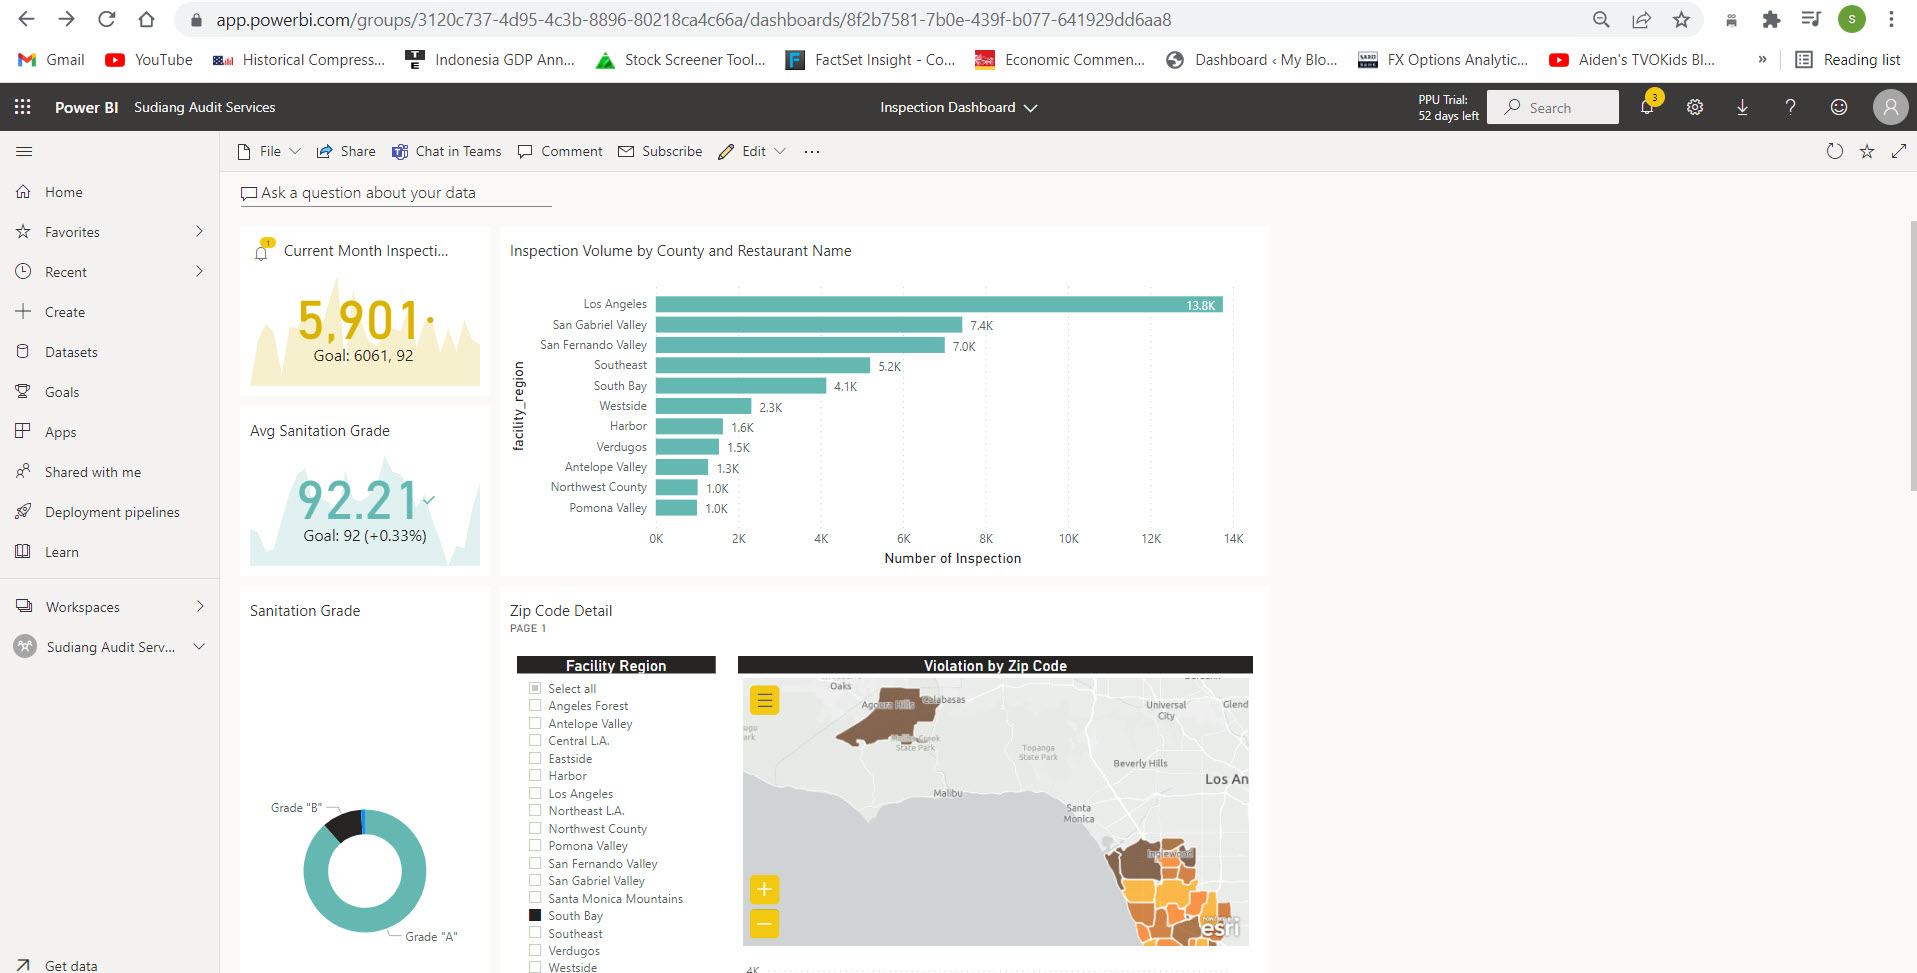 app.powerbi.com/groups/3120c737-4d95-4c3b-8896-80218ca4c66a/dashboards/8f2b7581-7b0e-439f-b077-641929dd6aa8
S
Gmail YouTube Historical Compress... Indonesia GDP Ann... Stock Screener Tool... FactSet Insight - Co... Economic Commen... Dashboard ‹ My Blo... FX Options Analytic... Aiden's TVOKids Bl... » Reading list
Power BI Sudiang Audit Services Inspection Dashboard PPU Trial: 52 days left Search 3
File Share Chat in Teams Comment Subscribe Edit ...
Home
Favorites
Recent
Create
Datasets
Goals
Apps
Shared with me
Deployment pipelines
Learn
Workspaces
Sudiang Audit Serv...
Get data
Ask a question about your data
1
Current Month Inspecti...
5,901
Goal: 6061, 92
Avg Sanitation Grade
92.21
Goal: 92 (+0.33%)
Inspection Volume by County and Restaurant Name
facility_region
Los Angeles 13.8K
San Gabriel Valley 7.4K
San Fernando Valley 7.0K
Southeast 5.2K
South Bay 4.1K
Westside 2.3K
Harbor 1.6K
Verdugos 1.5K
Antelope Valley 1.3K
Northwest County 1.0K
Pomona Valley 1.0K
0K 2K 4K 6K 8K 10K 12K 14K
Number of Inspection
Sanitation Grade
Grade "B"
Grade "A"
Zip Code Detail
PAGE 1
Facility Region
Select all
Angeles Forest
Antelope Valley
Central L.A.
Eastside
Harbor
Los Angeles
Northeast L.A.
Northwest County
Pomona Valley
San Fernando Valley
San Gabriel Valley
Santa Monica Mountains
South Bay
Southeast
Verdugos
Westside
Violation by Zip Code
Oaks
Agoura Hills Calabasas
Universal City
Glend
Malibu Creek State Park
Topanga State Park
Beverly Hills
Los An
Malibu
Santa Monica
Inglewood
POWERED BY
esri
4K